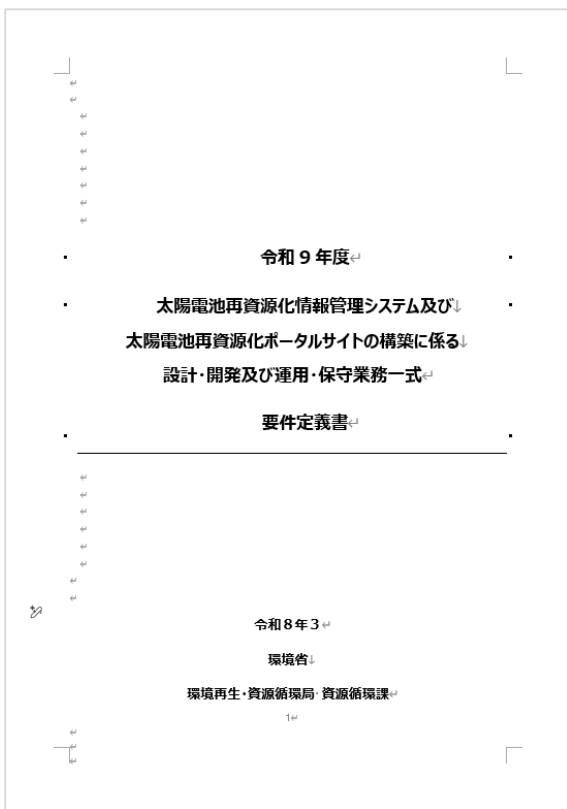 令和９年度
太陽電池再資源化情報管理システム及び
太陽電池再資源化ポータルサイトの構築に係る
設計・開発及び運用・保守業務一式
要件定義書
令和８年３
環境省
環境再生・資源循環局 資源循環課
1